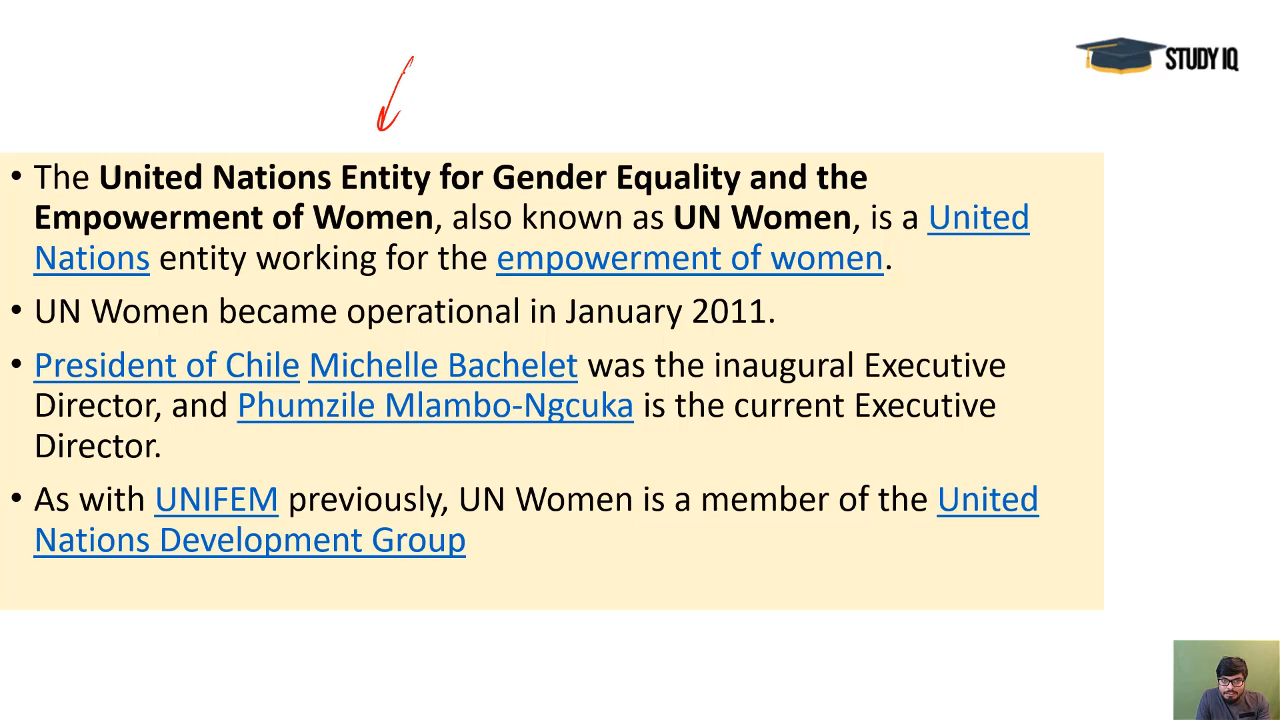 STUDY IQ
• The United Nations Entity for Gender Equality and the
Empowerment of Women, also known as UN Women, is a United
Nations entity working for the empowerment of women.
• UN Women became operational in January 2011.
• President of Chile Michelle Bachelet was the inaugural Executive
Director, and Phumzile Mlambo-Ngcuka is the current Executive
Director.
• As with UNIFEM previously, UN Women is a member of the United
Nations Development Group